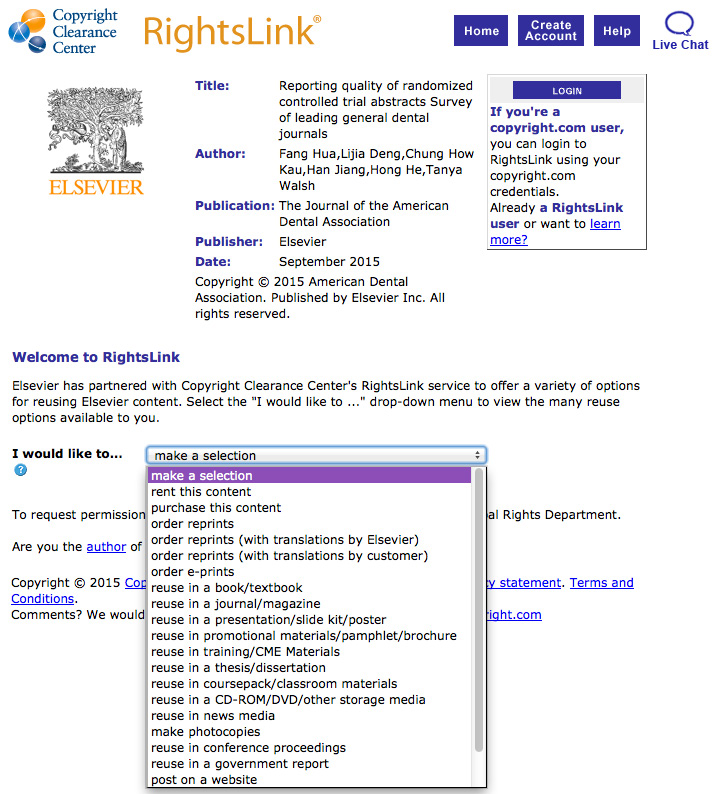 Copyright
Clearance
Center
RightsLink®
Home
Create
Account
Help
Live Chat
ELSEVIER
Title: Reporting quality of randomized
controlled trial abstracts Survey
of leading general dental
journals
Author: Fang Hua,Lijia Deng,Chung How
Kau,Han Jiang,Hong He,Tanya
Walsh
Publication: The Journal of the American
Dental Association
Publisher: Elsevier
Date: September 2015
Copyright © 2015 American Dental
Association. Published by Elsevier Inc. All
rights reserved.
LOGIN
If you're a
copyright.com user,
you can login to
RightsLink using your
copyright.com
credentials.
Already a RightsLink
user or want to learn
more?
Welcome to RightsLink
Elsevier has partnered with Copyright Clearance Center's RightsLink service to offer a variety of options
for reusing Elsevier content. Select the "I would like to ..." drop-down menu to view the many reuse
options available to you.
I would like to... make a selection
?
make a selection
rent this content
purchase this content
order reprints
order reprints (with translations by Elsevier)
order reprints (with translations by customer)
order e-prints
reuse in a book/textbook
reuse in a journal/magazine
reuse in a presentation/slide kit/poster
reuse in promotional materials/pamphlet/brochure
reuse in training/CME Materials
reuse in a thesis/dissertation
reuse in coursepack/classroom materials
reuse in a CD-ROM/DVD/other storage media
reuse in news media
make photocopies
reuse in conference proceedings
reuse in a government report
post on a website
To request permission al Rights Department.
Are you the author of
Copyright © 2015 Cop y statement. Terms and
Conditions.
Comments? We would right.com